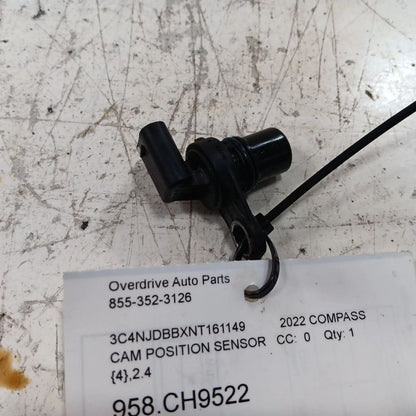 Overdrive Auto Parts
855-352-3126
3C4NJDBBXNT161149 2022 COMPASS
CAM POSITION SENSOR CC: 0 Qty: 1
{4},2.4
958.CH9522